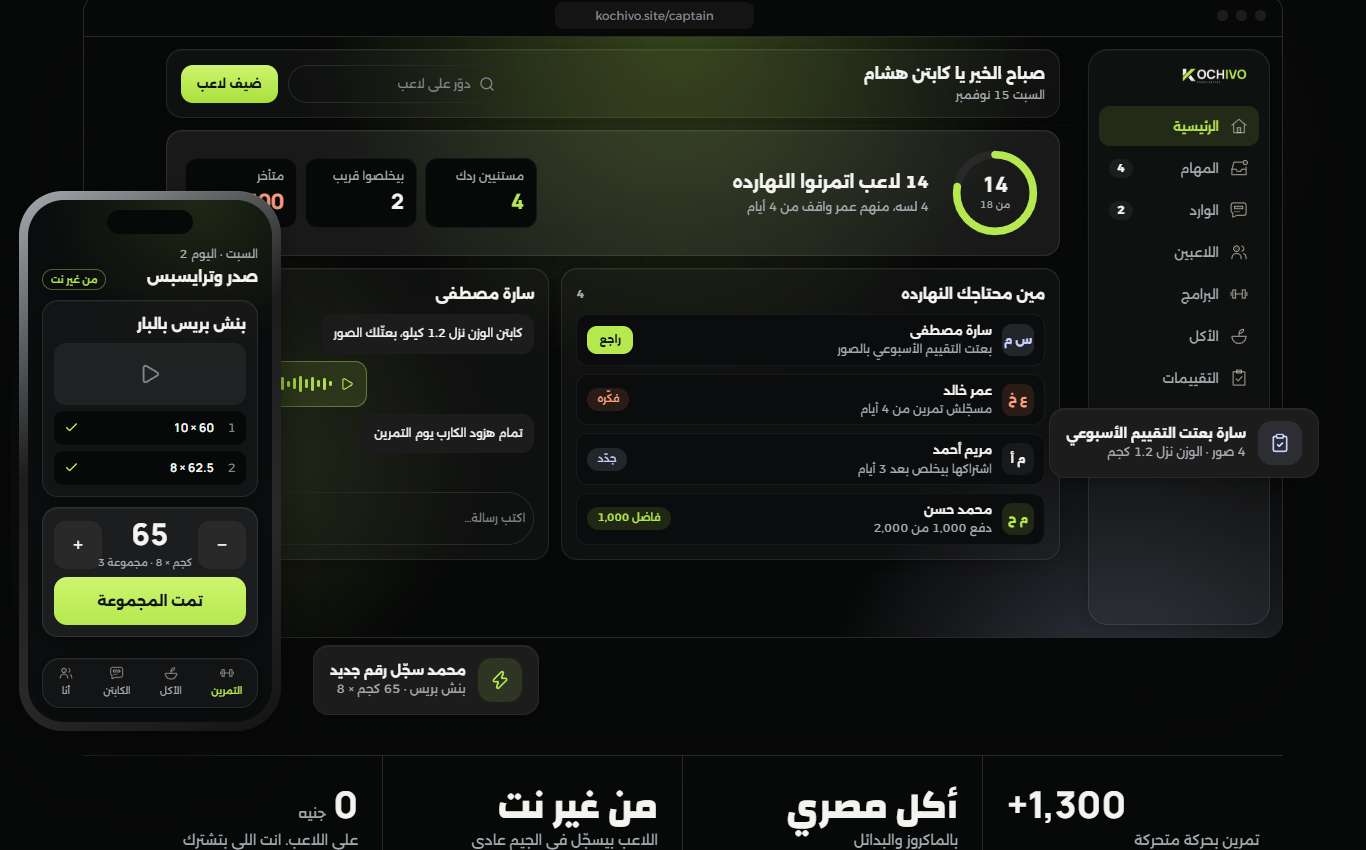 kochivo.site/captain
KOCHIVO
الرئيسية
المهام
4
الوارد
2
اللاعبين
البرامج
الأكل
التقييمات
صباح الخير يا كابتن هشام
السبت 15 نوفمبر
دوّر على لاعب
ضيف لاعب
14
من 18
14 لاعب اتمرنوا النهارده
4 لسه، منهم عمر واقف من 4 أيام
مستنيين ردك
4
بيخلصوا قريب
2
متأخر
مين محتاجك النهارده
4
س م
سارة مصطفى
بعتت التقييم الأسبوعي بالصور
راجع
ع خ
عمر خالد
مسجّلش تمرين من 4 أيام
فكّره
م أ
مريم أحمد
اشتراكها بيخلص بعد 3 أيام
جدّد
م ح
محمد حسن
دفع 1,000 من 2,000
فاضل 1,000
سارة مصطفى
كابتن الوزن نزل 1.2 كيلو، بعتّلك الصور
تمام هنزود الكارب يوم التمرين
اكتب رسالة...
سارة بعتت التقييم الأسبوعي
4 صور · الوزن نزل 1.2 كجم
السبت · اليوم 2
صدر وترايسبس
من غير نت
بنش بريس بالبار
1
60 × 10
2
62.5 × 8
−
65
+
كجم × 8 · مجموعة 3
تمت المجموعة
التمرين
الأكل
الكابتن
أنا
محمد سجّل رقم جديد
بنش بريس · 65 كجم × 8
+1,300
تمرين بحركة متحركة
أكل مصري
بالماكروز والبدائل
من غير نت
اللاعب بيسجّل في الجيم عادي
0 جنيه
على اللاعب. انت اللي بتشترك